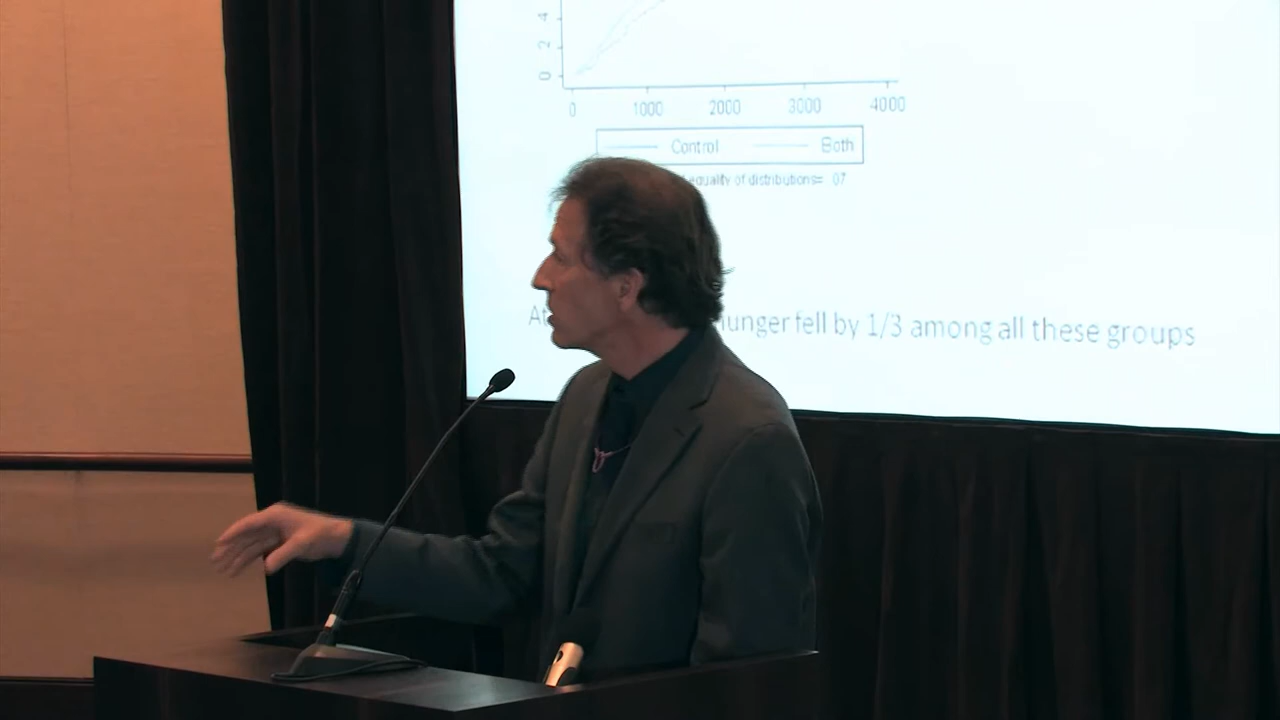 4
2
0
0 1000 2000 3000 4000
Control Both
equality of distributions= 07
unger fell by 1/3 among all these groups